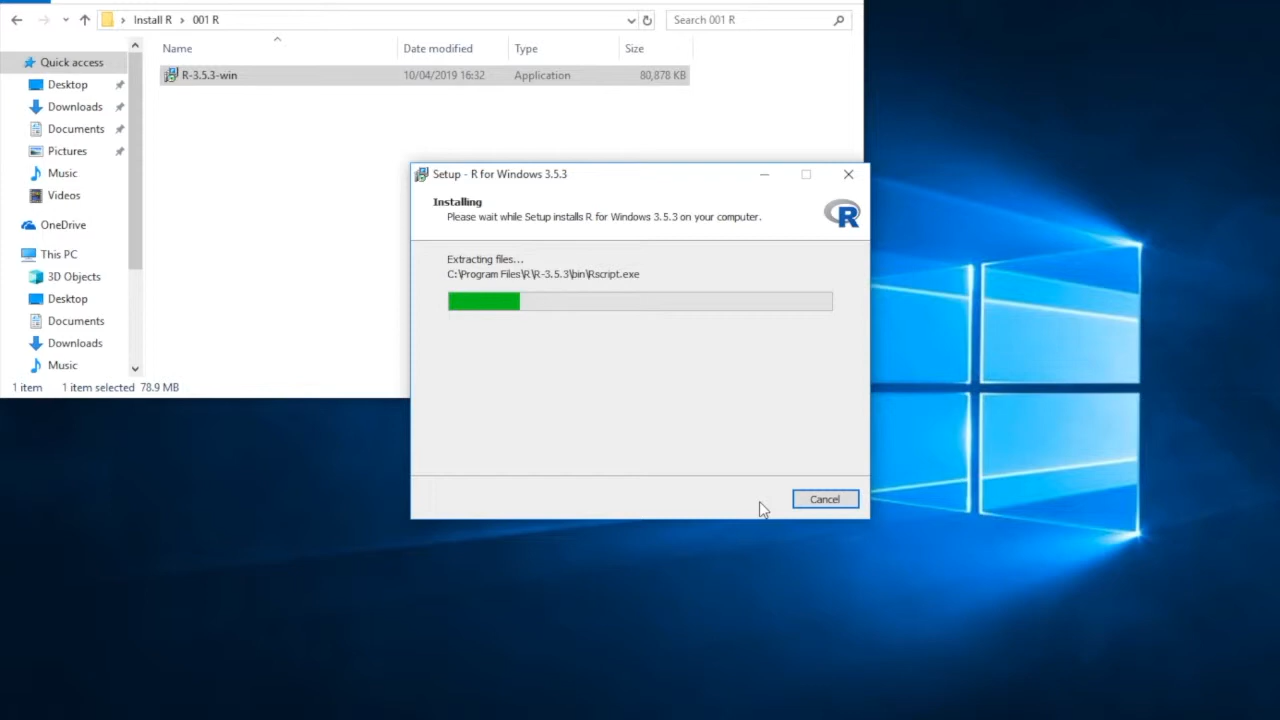 Install R 001 R Search 001 R
Name Date modified Type Size
R-3.5.3-win 10/04/2019 16:32 Application 80,878 KB
Quick access
Desktop
Downloads
Documents
Pictures
Music
Videos
OneDrive
This PC
3D Objects
Desktop
Documents
Downloads
Music
1 item 1 item selected 78.9 MB
Setup - R for Windows 3.5.3
Installing
Please wait while Setup installs R for Windows 3.5.3 on your computer.
R
Extracting files...
C:\Program Files\R\R-3.5.3\bin\Rscript.exe
Cancel